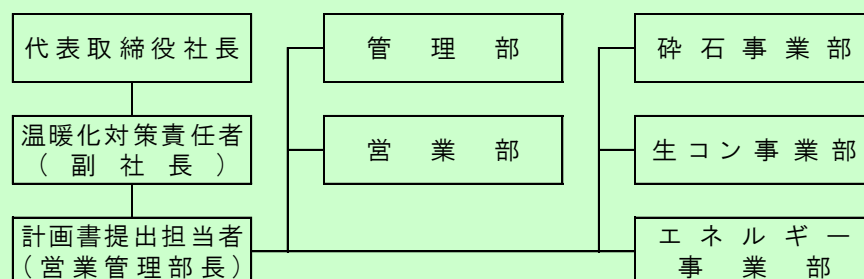 代表取締役社長
温暖化対策責任者
（副社長）
計画書提出担当者
（営業管理部長）
管理部
営業部
砕石事業部
生コン事業部
エネルギー
事業部